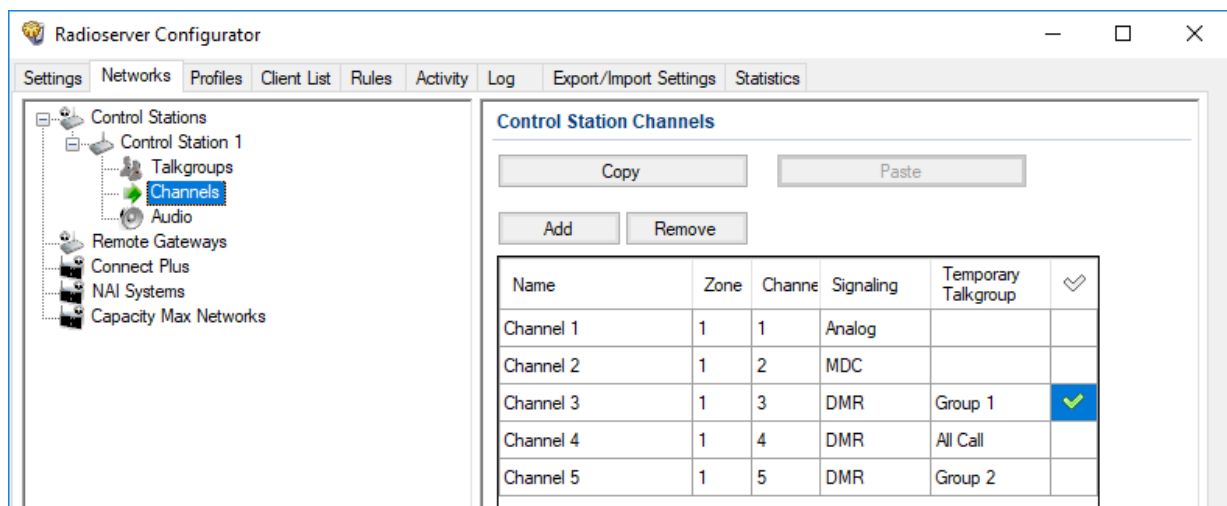 Radioserver Configurator
Settings Networks Profiles Client List Rules Activity Log Export/Import Settings Statistics
Control Stations
Control Station 1
Talkgroups
Channels
Audio
Remote Gateways
Connect Plus
NAI Systems
Capacity Max Networks
Control Station Channels
Copy Paste
Add Remove
Name Zone Channe Signaling Temporary Talkgroup
Channel 1 1 1 Analog
Channel 2 1 2 MDC
Channel 3 1 3 DMR Group 1
Channel 4 1 4 DMR All Call
Channel 5 1 5 DMR Group 2